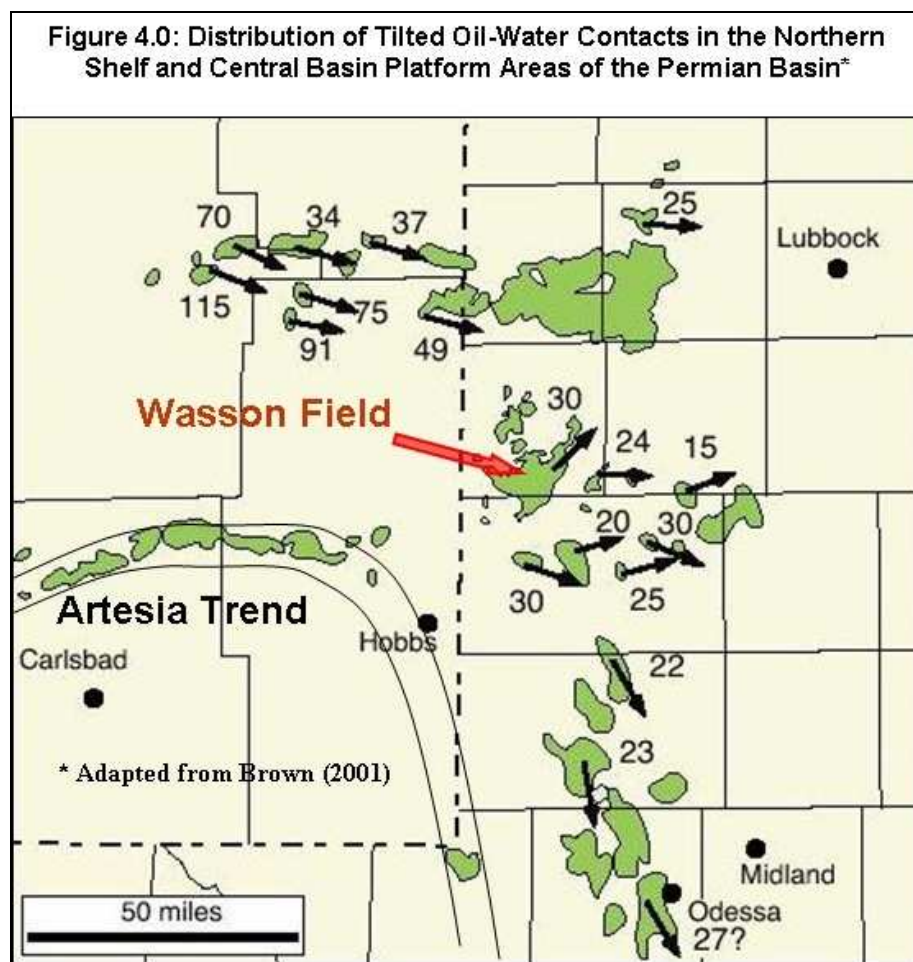 Figure 4.0: Distribution of Tilted Oil-Water Contacts in the Northern
Shelf and Central Basin Platform Areas of the Permian Basin*
70
34
37
25
Lubbock
115
75
91
49
Wasson Field
30
24
15
20
30
30
25
Artesia Trend
Hobbs
Carlsbad
22
* Adapted from Brown (2001)
23
Midland
50 miles
Odessa
27?